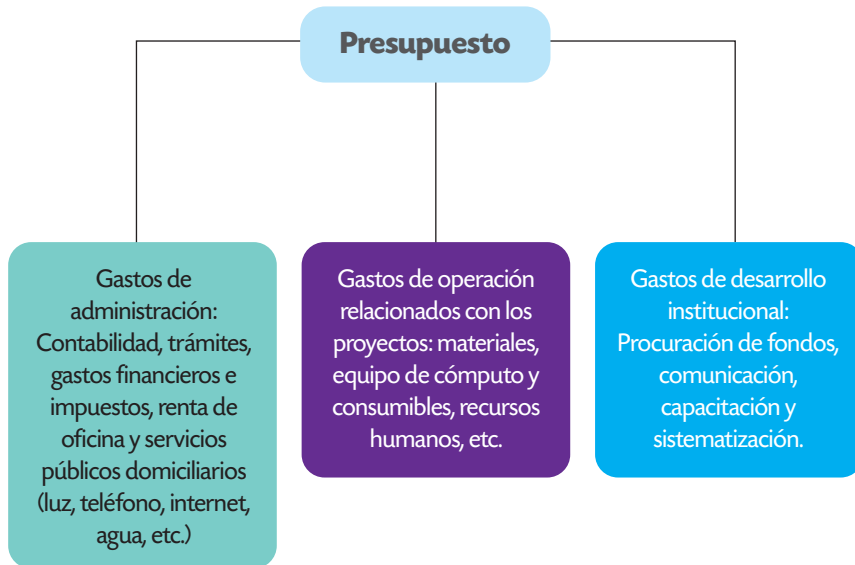 Presupuesto
Gastos de
administración:
Contabilidad, trámites,
gastos financieros e
impuestos, renta de
oficina y servicios
públicos domiciliarios
(luz, teléfono, internet,
agua, etc.)
Gastos de operación
relacionados con los
proyectos: materiales,
equipo de cómputo y
consumibles, recursos
humanos, etc.
Gastos de desarrollo
institucional:
Procuración de fondos,
comunicación,
capacitación y
sistematización.